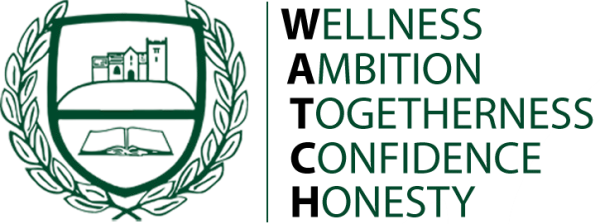 WELLNESS
AMBITION
TOGETHERNESS
CONFIDENCE
HONESTY